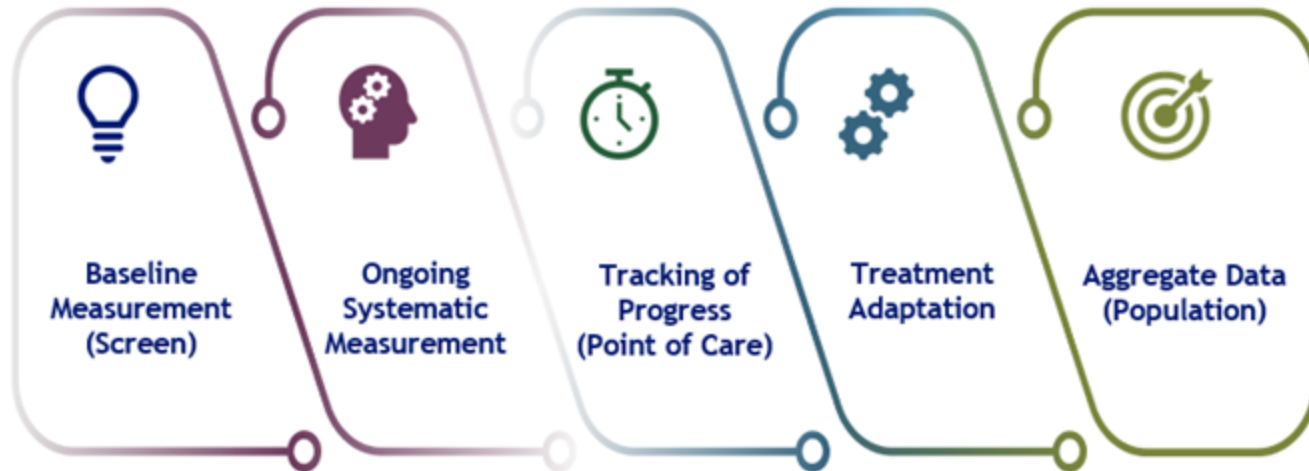 Baseline
Measurement
(Screen)
Ongoing
Systematic
Measurement
Tracking of
Progress
(Point of Care)
Treatment
Adaptation
Aggregate Data
(Population)